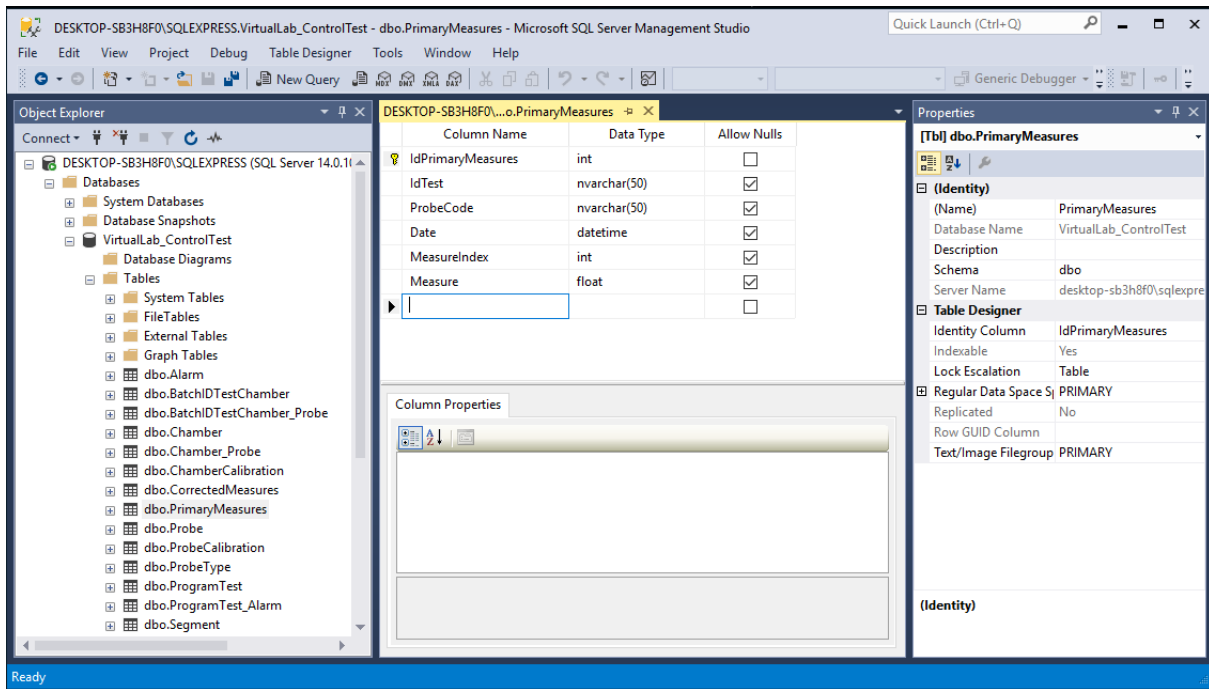 DESKTOP-SB3H8F0\SQLEXPRESS.VirtualLab_ControlTest - dbo.PrimaryMeasures - Microsoft SQL Server Management Studio
Quick Launch (Ctrl+Q)
File Edit View Project Debug Table Designer Tools Window Help
New Query
MDX DMX XMLA DAX
Generic Debugger
Object Explorer
Connect
DESKTOP-SB3H8F0\SQLEXPRESS (SQL Server 14.0.1(
Databases
System Databases
Database Snapshots
VirtualLab_ControlTest
Database Diagrams
Tables
System Tables
FileTables
External Tables
Graph Tables
dbo.Alarm
dbo.BatchIDTestChamber
dbo.BatchIDTestChamber_Probe
dbo.Chamber
dbo.Chamber_Probe
dbo.ChamberCalibration
dbo.CorrectedMeasures
dbo.PrimaryMeasures
dbo.Probe
dbo.ProbeCalibration
dbo.ProbeType
dbo.ProgramTest
dbo.ProgramTest_Alarm
dbo.Segment
DESKTOP-SB3H8F0\...o.PrimaryMeasures
Column Name Data Type Allow Nulls
IdPrimaryMeasures int
IdTest nvarchar(50)
ProbeCode nvarchar(50)
Date datetime
MeasureIndex int
Measure float
Column Properties
Properties
[Tbl] dbo.PrimaryMeasures
(Identity)
(Name) PrimaryMeasures
Database Name VirtualLab_ControlTest
Description
Schema dbo
Server Name desktop-sb3h8f0\sqlexpre
Table Designer
Identity Column IdPrimaryMeasures
Indexable Yes
Lock Escalation Table
Regular Data Space Sp PRIMARY
Replicated No
Row GUID Column
Text/Image Filegroup PRIMARY
(Identity)
Ready